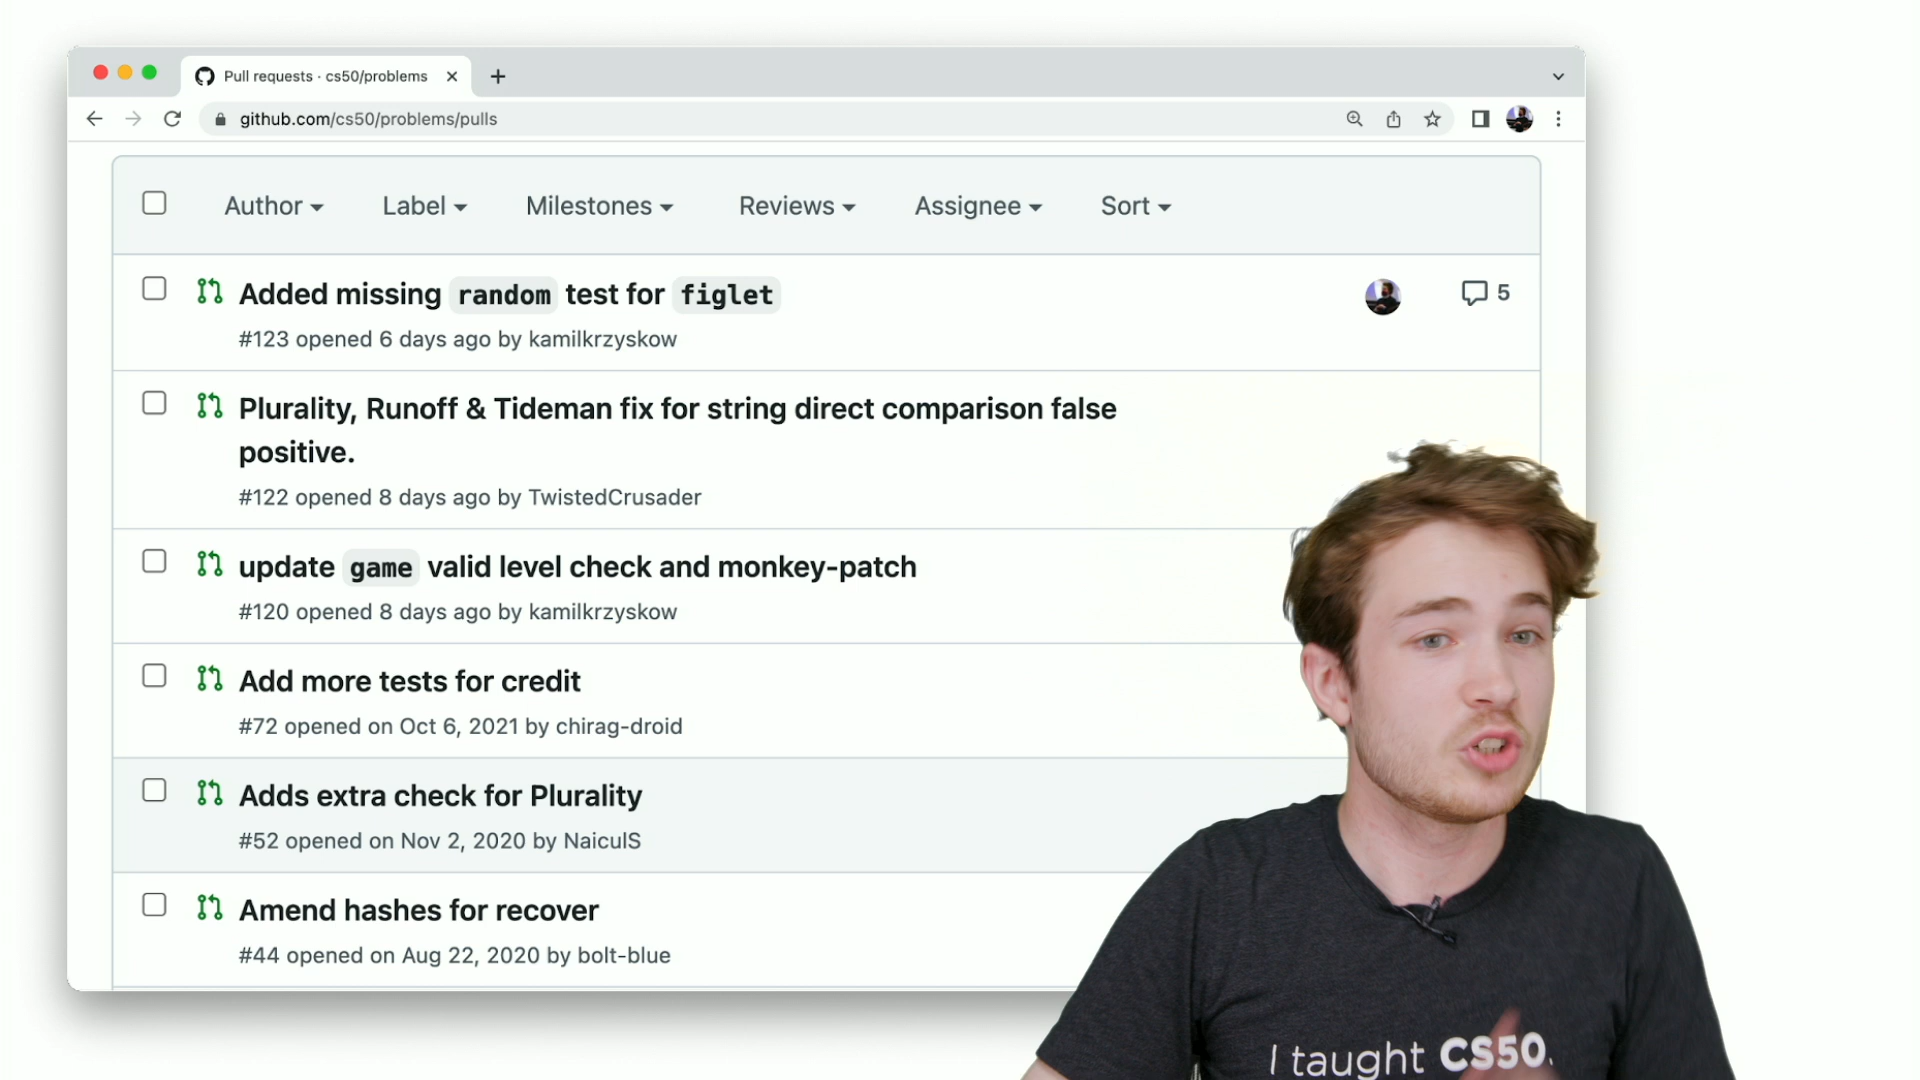 Pull requests · cs50/problems
github.com/cs50/problems/pulls
Author Label Milestones Reviews Assignee Sort
Added missing random test for figlet
5
#123 opened 6 days ago by kamilkrzyskow
Plurality, Runoff & Tideman fix for string direct comparison false
positive.
#122 opened 8 days ago by TwistedCrusader
update game valid level check and monkey-patch
#120 opened 8 days ago by kamilkrzyskow
Add more tests for credit
#72 opened on Oct 6, 2021 by chirag-droid
Adds extra check for Plurality
#52 opened on Nov 2, 2020 by NaiculS
Amend hashes for recover
#44 opened on Aug 22, 2020 by bolt-blue
I taught CS50.